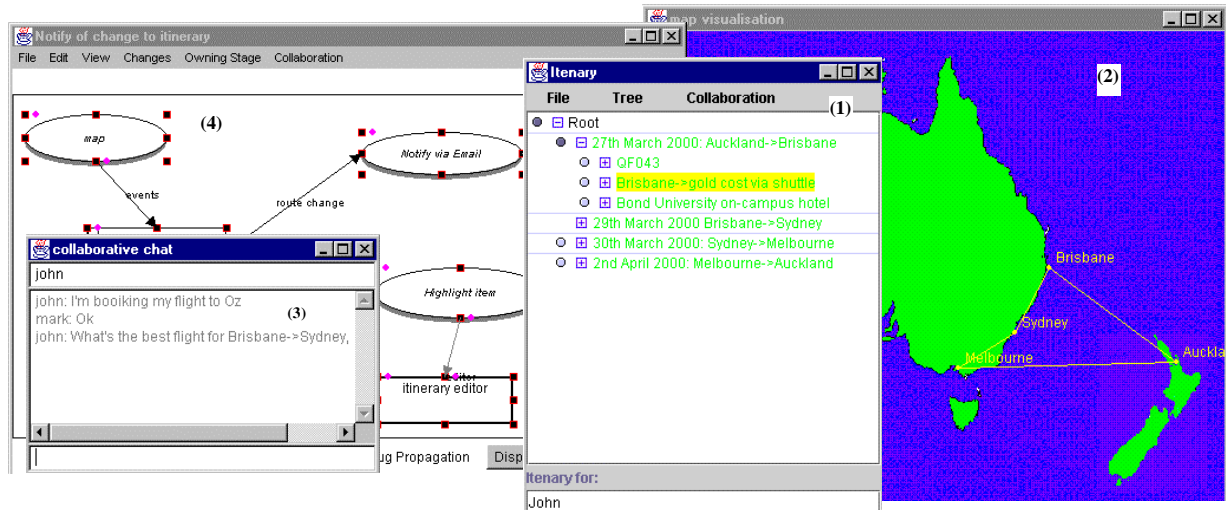 Notify of change to itinerary
File Edit View Changes Owning Stage Collaboration
(4)
map
Notify via Email
events
route change
Highlight item
itinerary editor
ug Propagation Disp
collaborative chat
john
john: I'm booiking my flight to Oz
mark: Ok
john: What's the best flight for Brisbane->Sydney,
(3)
Itenary
File Tree Collaboration
(1)
Root
27th March 2000: Auckland->Brisbane
QF043
Brisbane->gold cost via shuttle
Bond University on-campus hotel
29th March 2000 Brisbane->Sydney
30th March 2000: Sydney->Melbourne
2nd April 2000: Melbourne->Auckland
Itenary for:
John
map visualisation
(2)
Brisbane
Sydney
Melbourne
Auckla